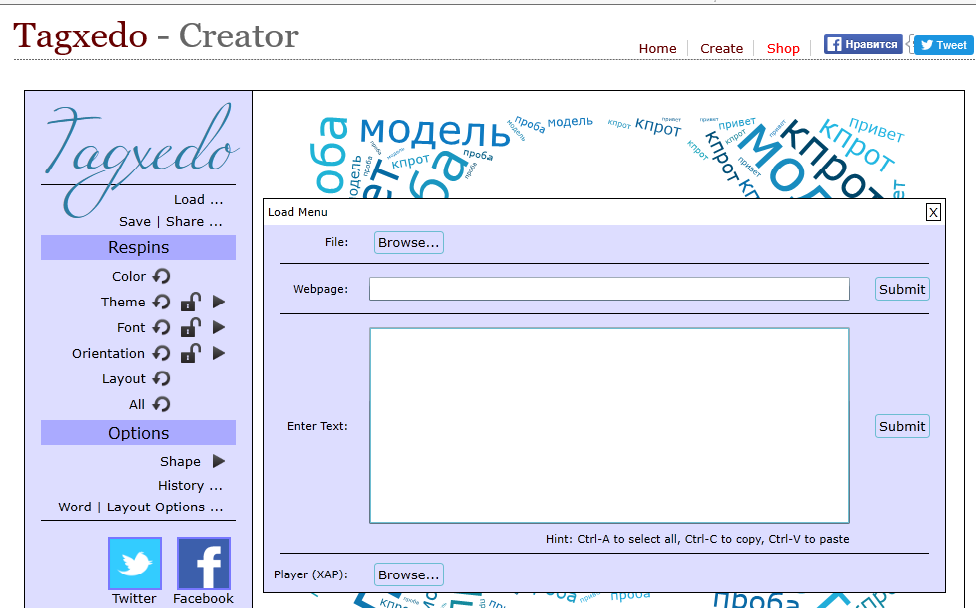 Tagxedo - Creator
Home Create Shop Нравится Tweet
Tagxedo
Load ...
Save | Share ...
Respins
Color
Theme
Font
Orientation
Layout
All
Options
Shape
History ...
Word | Layout Options ...
Twitter Facebook
модель
проба
модель
кпрот
кпрот
привет
привет
привет
кпрот
кпрот
привет
кпрот
проба
кпрот
Load Menu X
File: Browse...
Webpage: Submit
Enter Text: Submit
Hint: Ctrl-A to select all, Ctrl-C to copy, Ctrl-V to paste
Player (XAP): Browse...
проба
проба